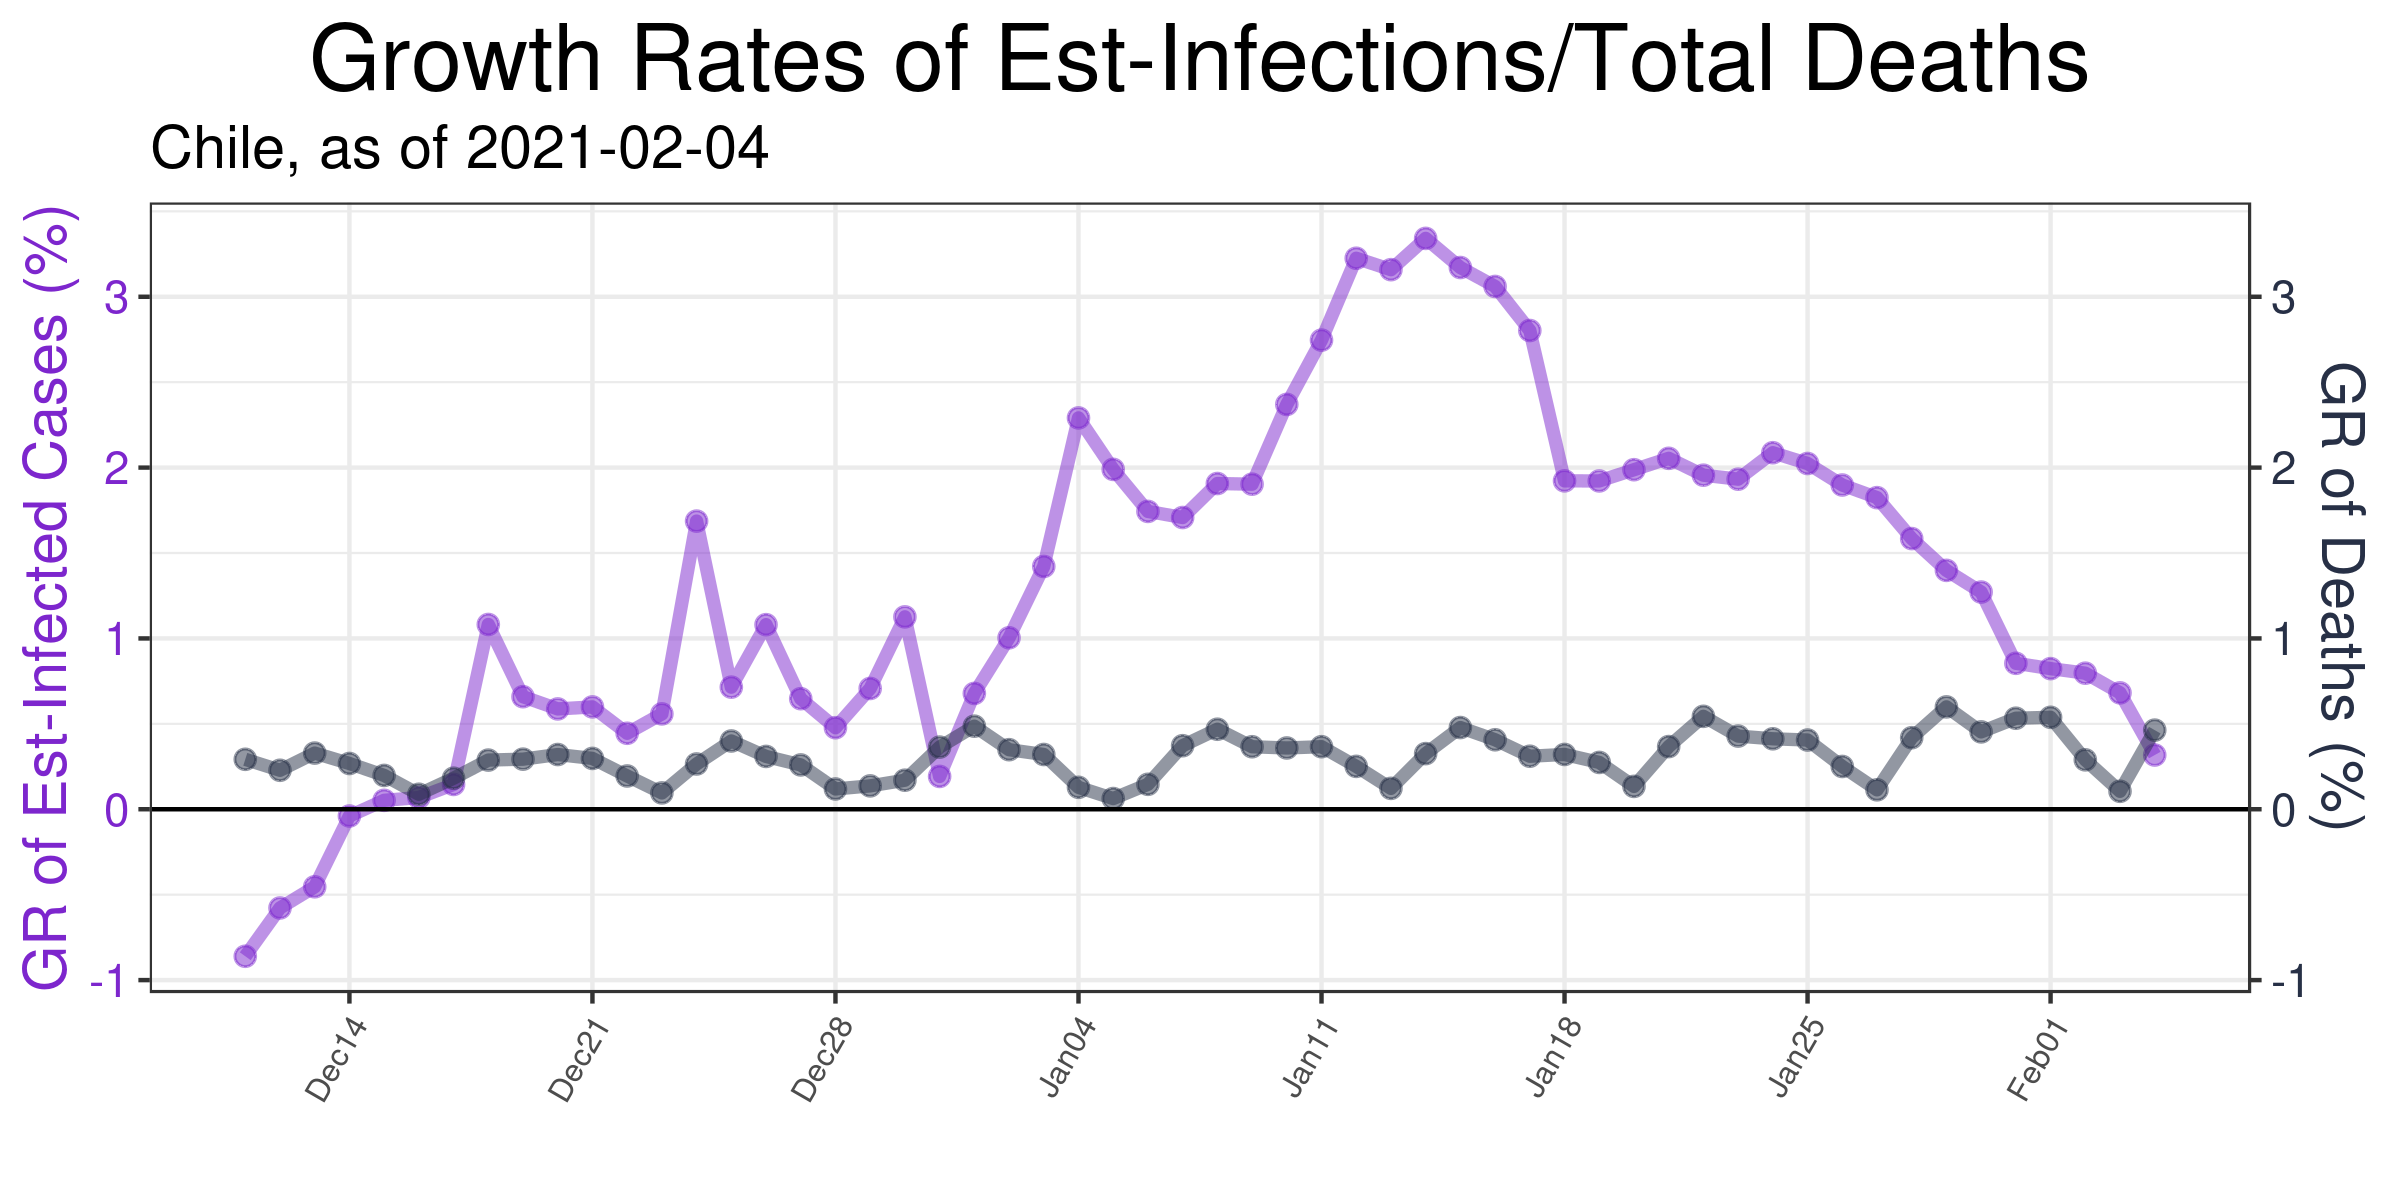 Growth Rates of Est-Infections/Total Deaths
Chile, as of 2021-02-04
GR of Est-Infected Cases (%)
3
2
1
0
-1
3
2
1
0
-1
GR of Deaths (%)
Dec14
Dec21
Dec28
Jan04
Jan11
Jan18
Jan25
Feb01